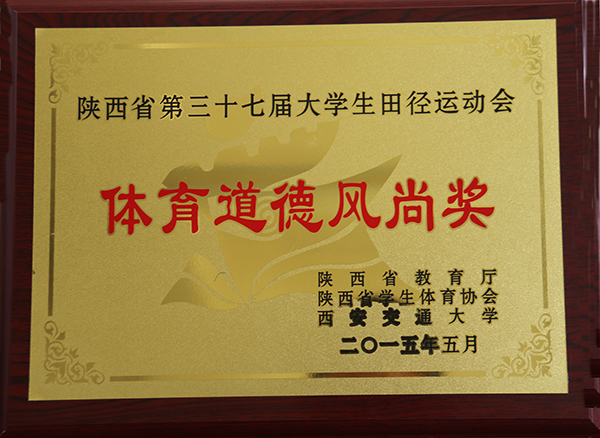 陕西省第三十七届大学生田径运动会
体育道德风尚奖
陕西省教育厅
陕西省学生体育协会
西安交通大学
二〇一五年五月